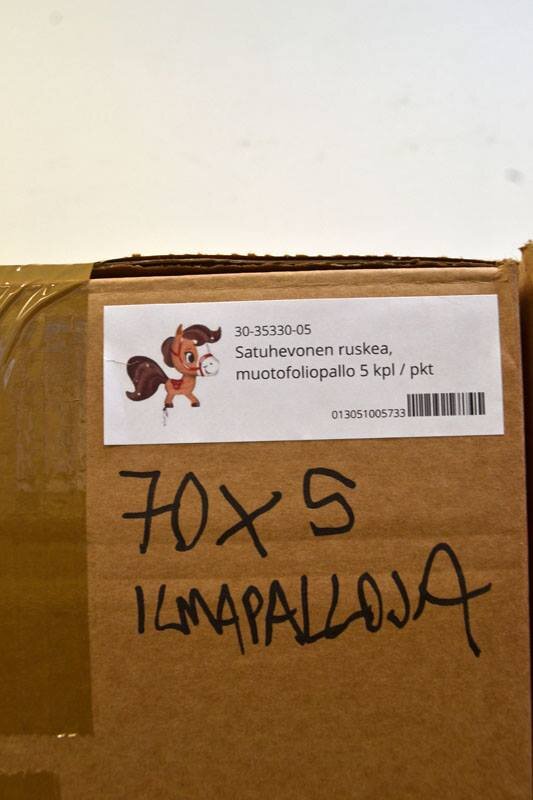 30-35330-05
Satuhevonen ruskea,
muotofoliopallo 5 kpl / pkt
013051005733
70 X 5
ILMAPALLOJA